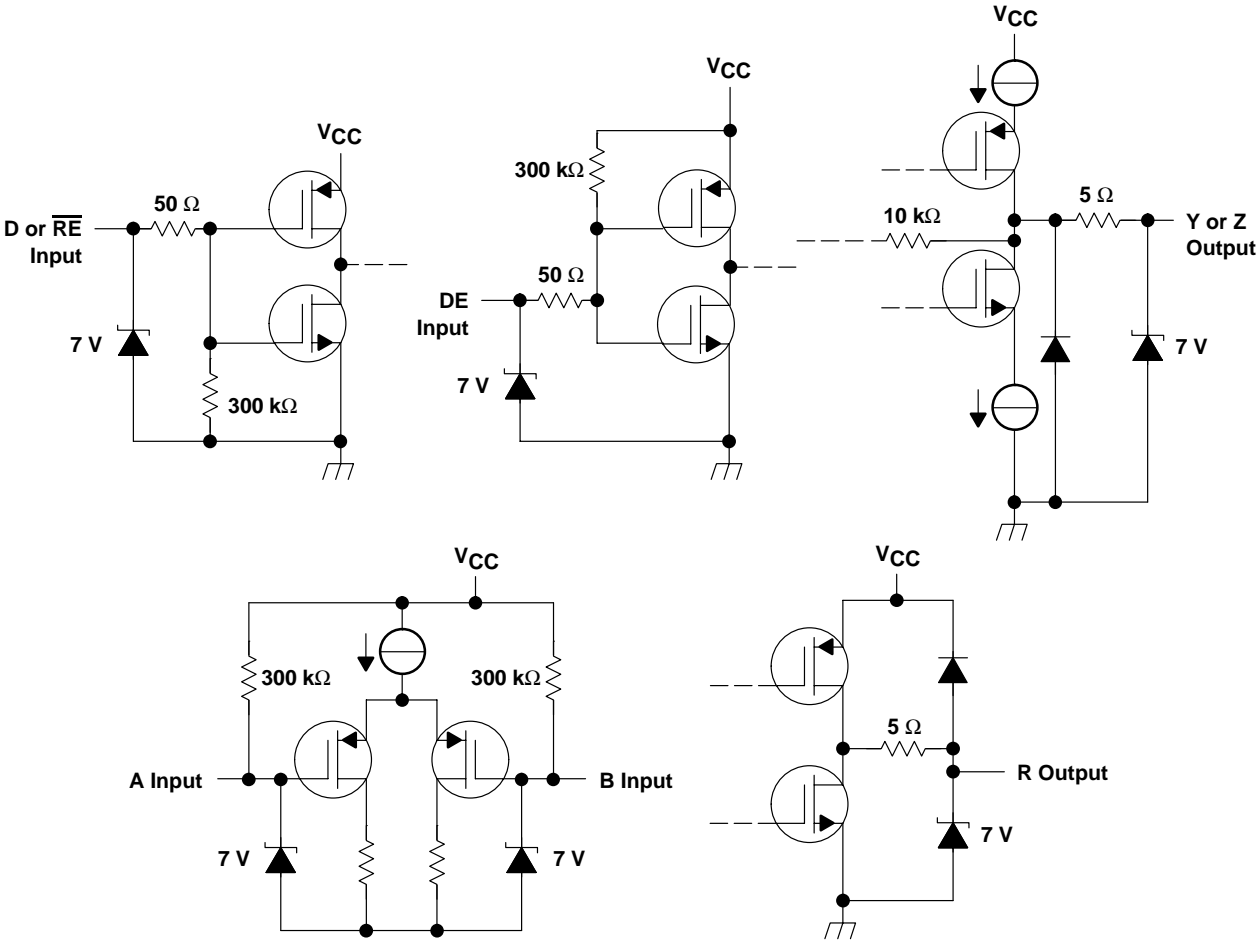 VCC
50 Ω
D or R̅E̅
Input
7 V
300 kΩ
VCC
300 kΩ
50 Ω
DE
Input
7 V
VCC
10 kΩ
5 Ω
Y or Z
Output
7 V
VCC
300 kΩ
300 kΩ
A Input
B Input
7 V
7 V
VCC
5 Ω
R Output
7 V